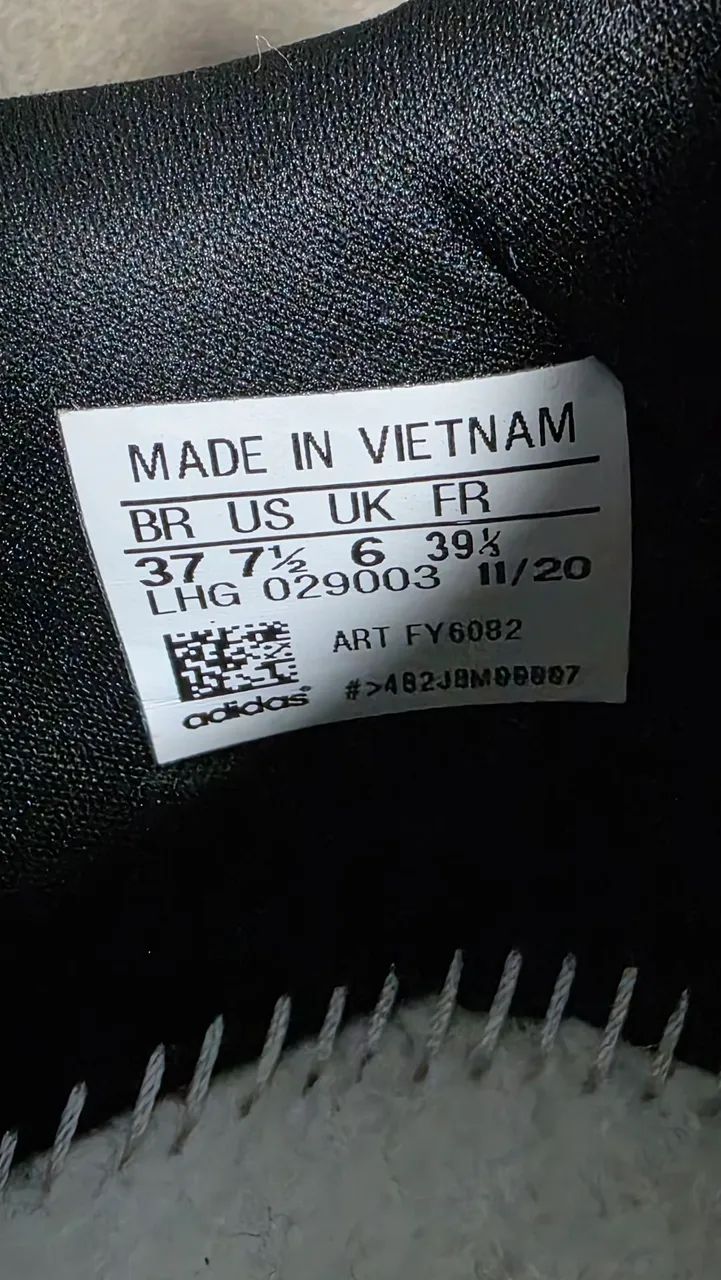 MADE IN VIETNAM
BR US UK FR
37 7½ 6 39⅓
LHG 029003 11/20
ART FY6082
adidas